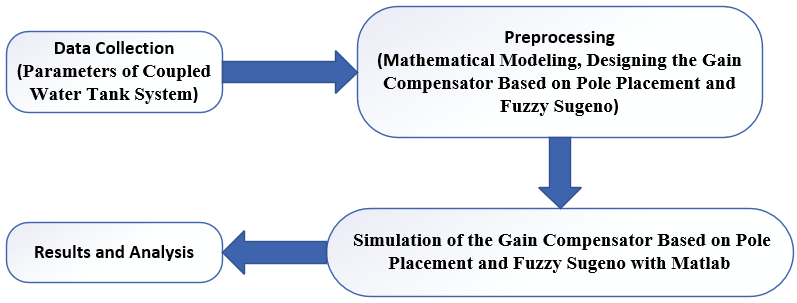 Data Collection
(Parameters of Coupled
Water Tank System)
Preprocessing
(Mathematical Modeling, Designing the Gain
Compensator Based on Pole Placement and
Fuzzy Sugeno)
Simulation of the Gain Compensator Based on Pole
Placement and Fuzzy Sugeno with Matlab
Results and Analysis